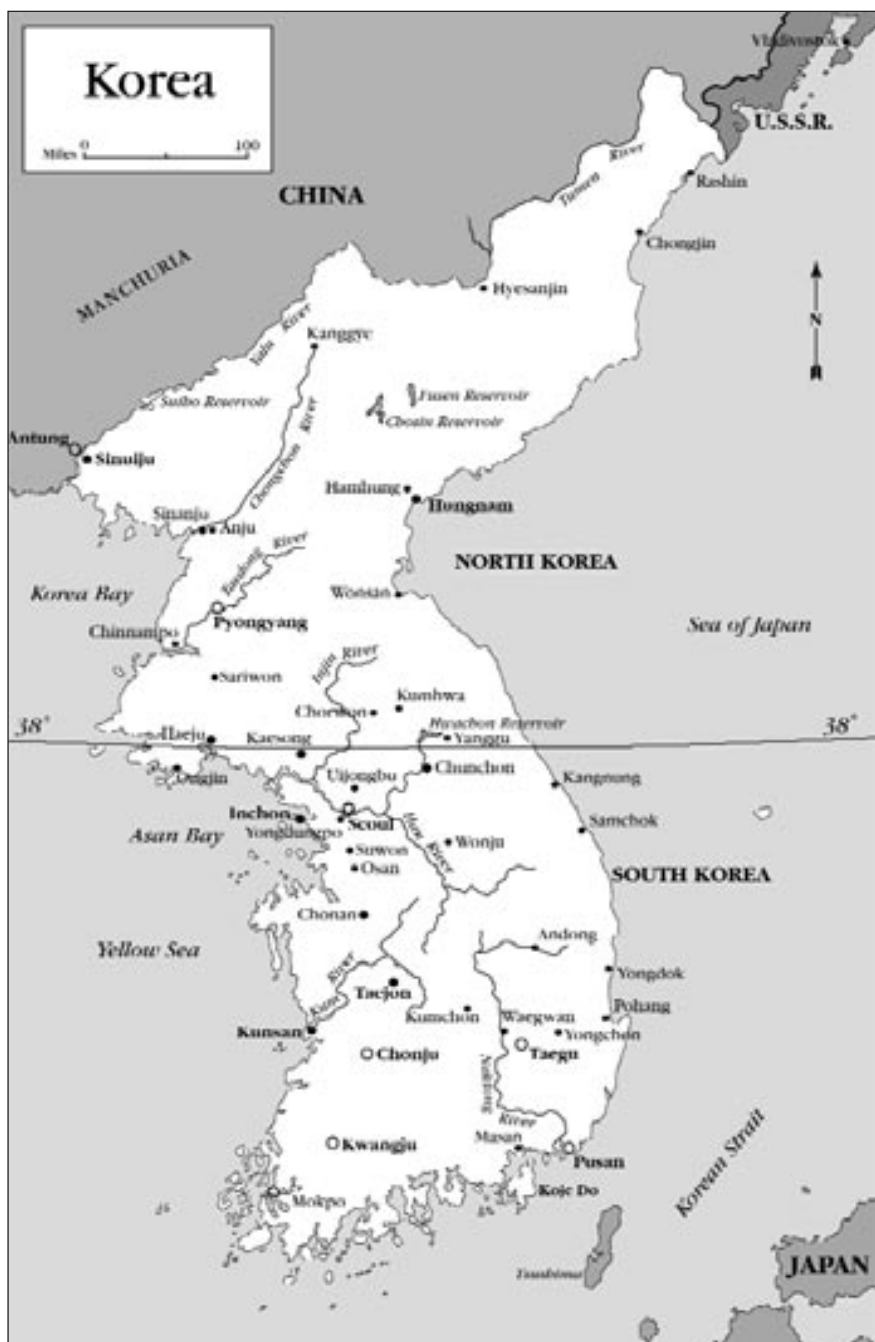 Korea
0 100
Miles
Vladivostok
U.S.S.R.
Tumen River
Rashin
CHINA
Chongjin
MANCHURIA
Hyesanjin
N
Yalu River
Kanggye
Suiho Reservoir
Fusen Reservoir
Chosin Reservoir
Antung
Sinuiju
Chongchon River
Hamhung
Hungnam
Sinanju
Anju
Taedong River
NORTH KOREA
Korea Bay
Wonsan
Pyongyang
Sea of Japan
Chinnampo
Sariwon
Imjin River
Kumhwa
Chorwon
Hwachon Reservoir
38°
38°
Haeju
Kaesong
Yanggu
Ongjin
Chunchon
Uijongbu
Kangnung
Inchon
Seoul
Asan Bay
Yongdungpo
Han River
Samchok
Suwon
Wonju
Osan
SOUTH KOREA
Chonan
Yellow Sea
Andong
Kum River
Yongdok
Taejon
Kumchon
Waegwan
Pohang
Kunsan
Yongchon
Chonju
Taegu
Naktong River
Masan
Kwangju
Pusan
Korean Strait
Mokpo
Koje Do
Tsushima
JAPAN